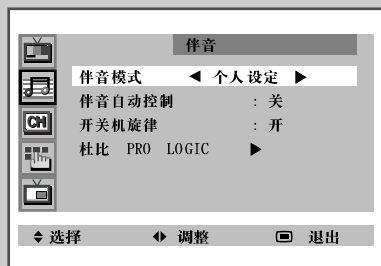 伴音
伴音模式 ◀ 个人设定 ▶
伴音自动控制 : 关
CH
开关机旋律 : 开
杜比 PRO LOGIC ▶
选择 调整 退出